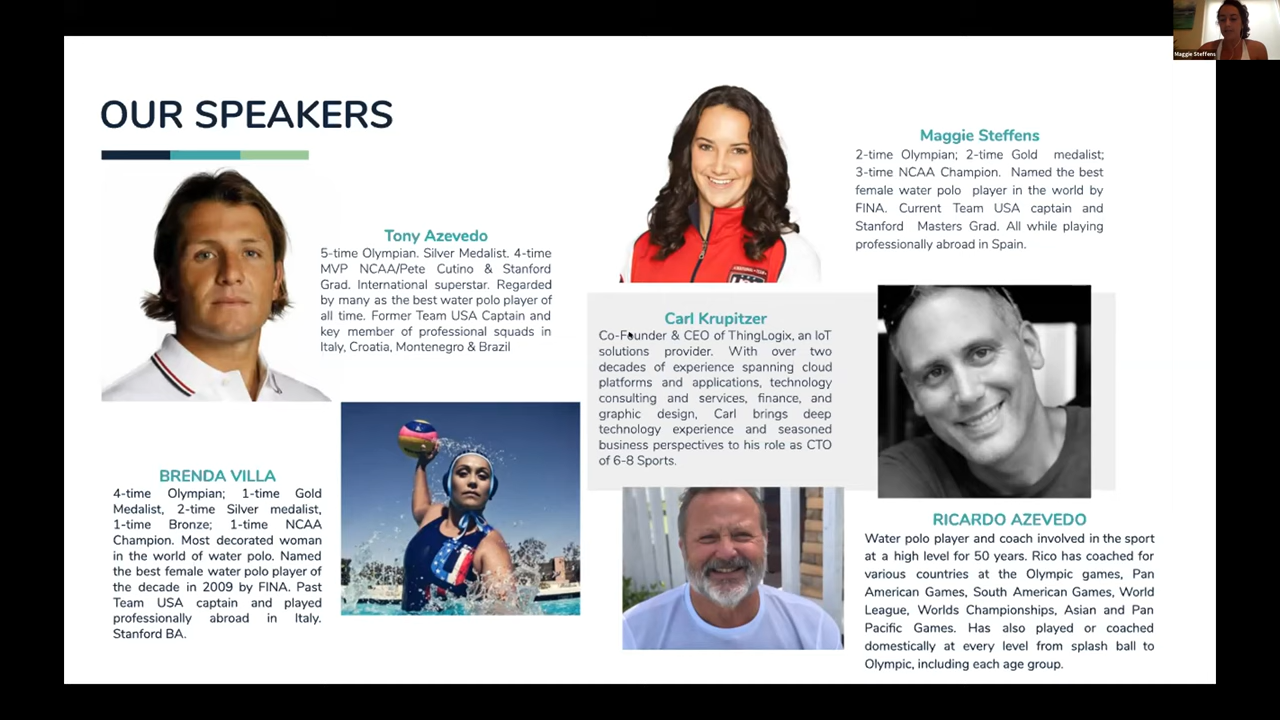 OUR SPEAKERS
Tony Azevedo
5-time Olympian. Silver Medalist. 4-time
MVP NCAA/Pete Cutino & Stanford
Grad. International superstar. Regarded
by many as the best water polo player of
all time. Former Team USA Captain and
key member of professional squads in
Italy, Croatia, Montenegro & Brazil
Maggie Steffens
2-time Olympian; 2-time Gold medalist;
3-time NCAA Champion. Named the best
female water polo player in the world by
FINA. Current Team USA captain and
Stanford Masters Grad. All while playing
professionally abroad in Spain.
Carl Krupitzer
Co-Founder & CEO of ThingLogix, an IoT
solutions provider. With over two
decades of experience spanning cloud
platforms and applications, technology
consulting and services, finance, and
graphic design, Carl brings deep
technology experience and seasoned
business perspectives to his role as CTO
of 6-8 Sports.
BRENDA VILLA
4-time Olympian; 1-time Gold
Medalist, 2-time Silver medalist,
1-time Bronze; 1-time NCAA
Champion. Most decorated woman
in the world of water polo. Named
the best female water polo player of
the decade in 2009 by FINA. Past
Team USA captain and played
professionally abroad in Italy.
Stanford BA.
RICARDO AZEVEDO
Water polo player and coach involved in the sport
at a high level for 50 years. Rico has coached for
various countries at the Olympic games, Pan
American Games, South American Games, World
League, Worlds Championships, Asian and Pan
Pacific Games. Has also played or coached
domestically at every level from splash ball to
Olympic, including each age group.
Maggie Steffens